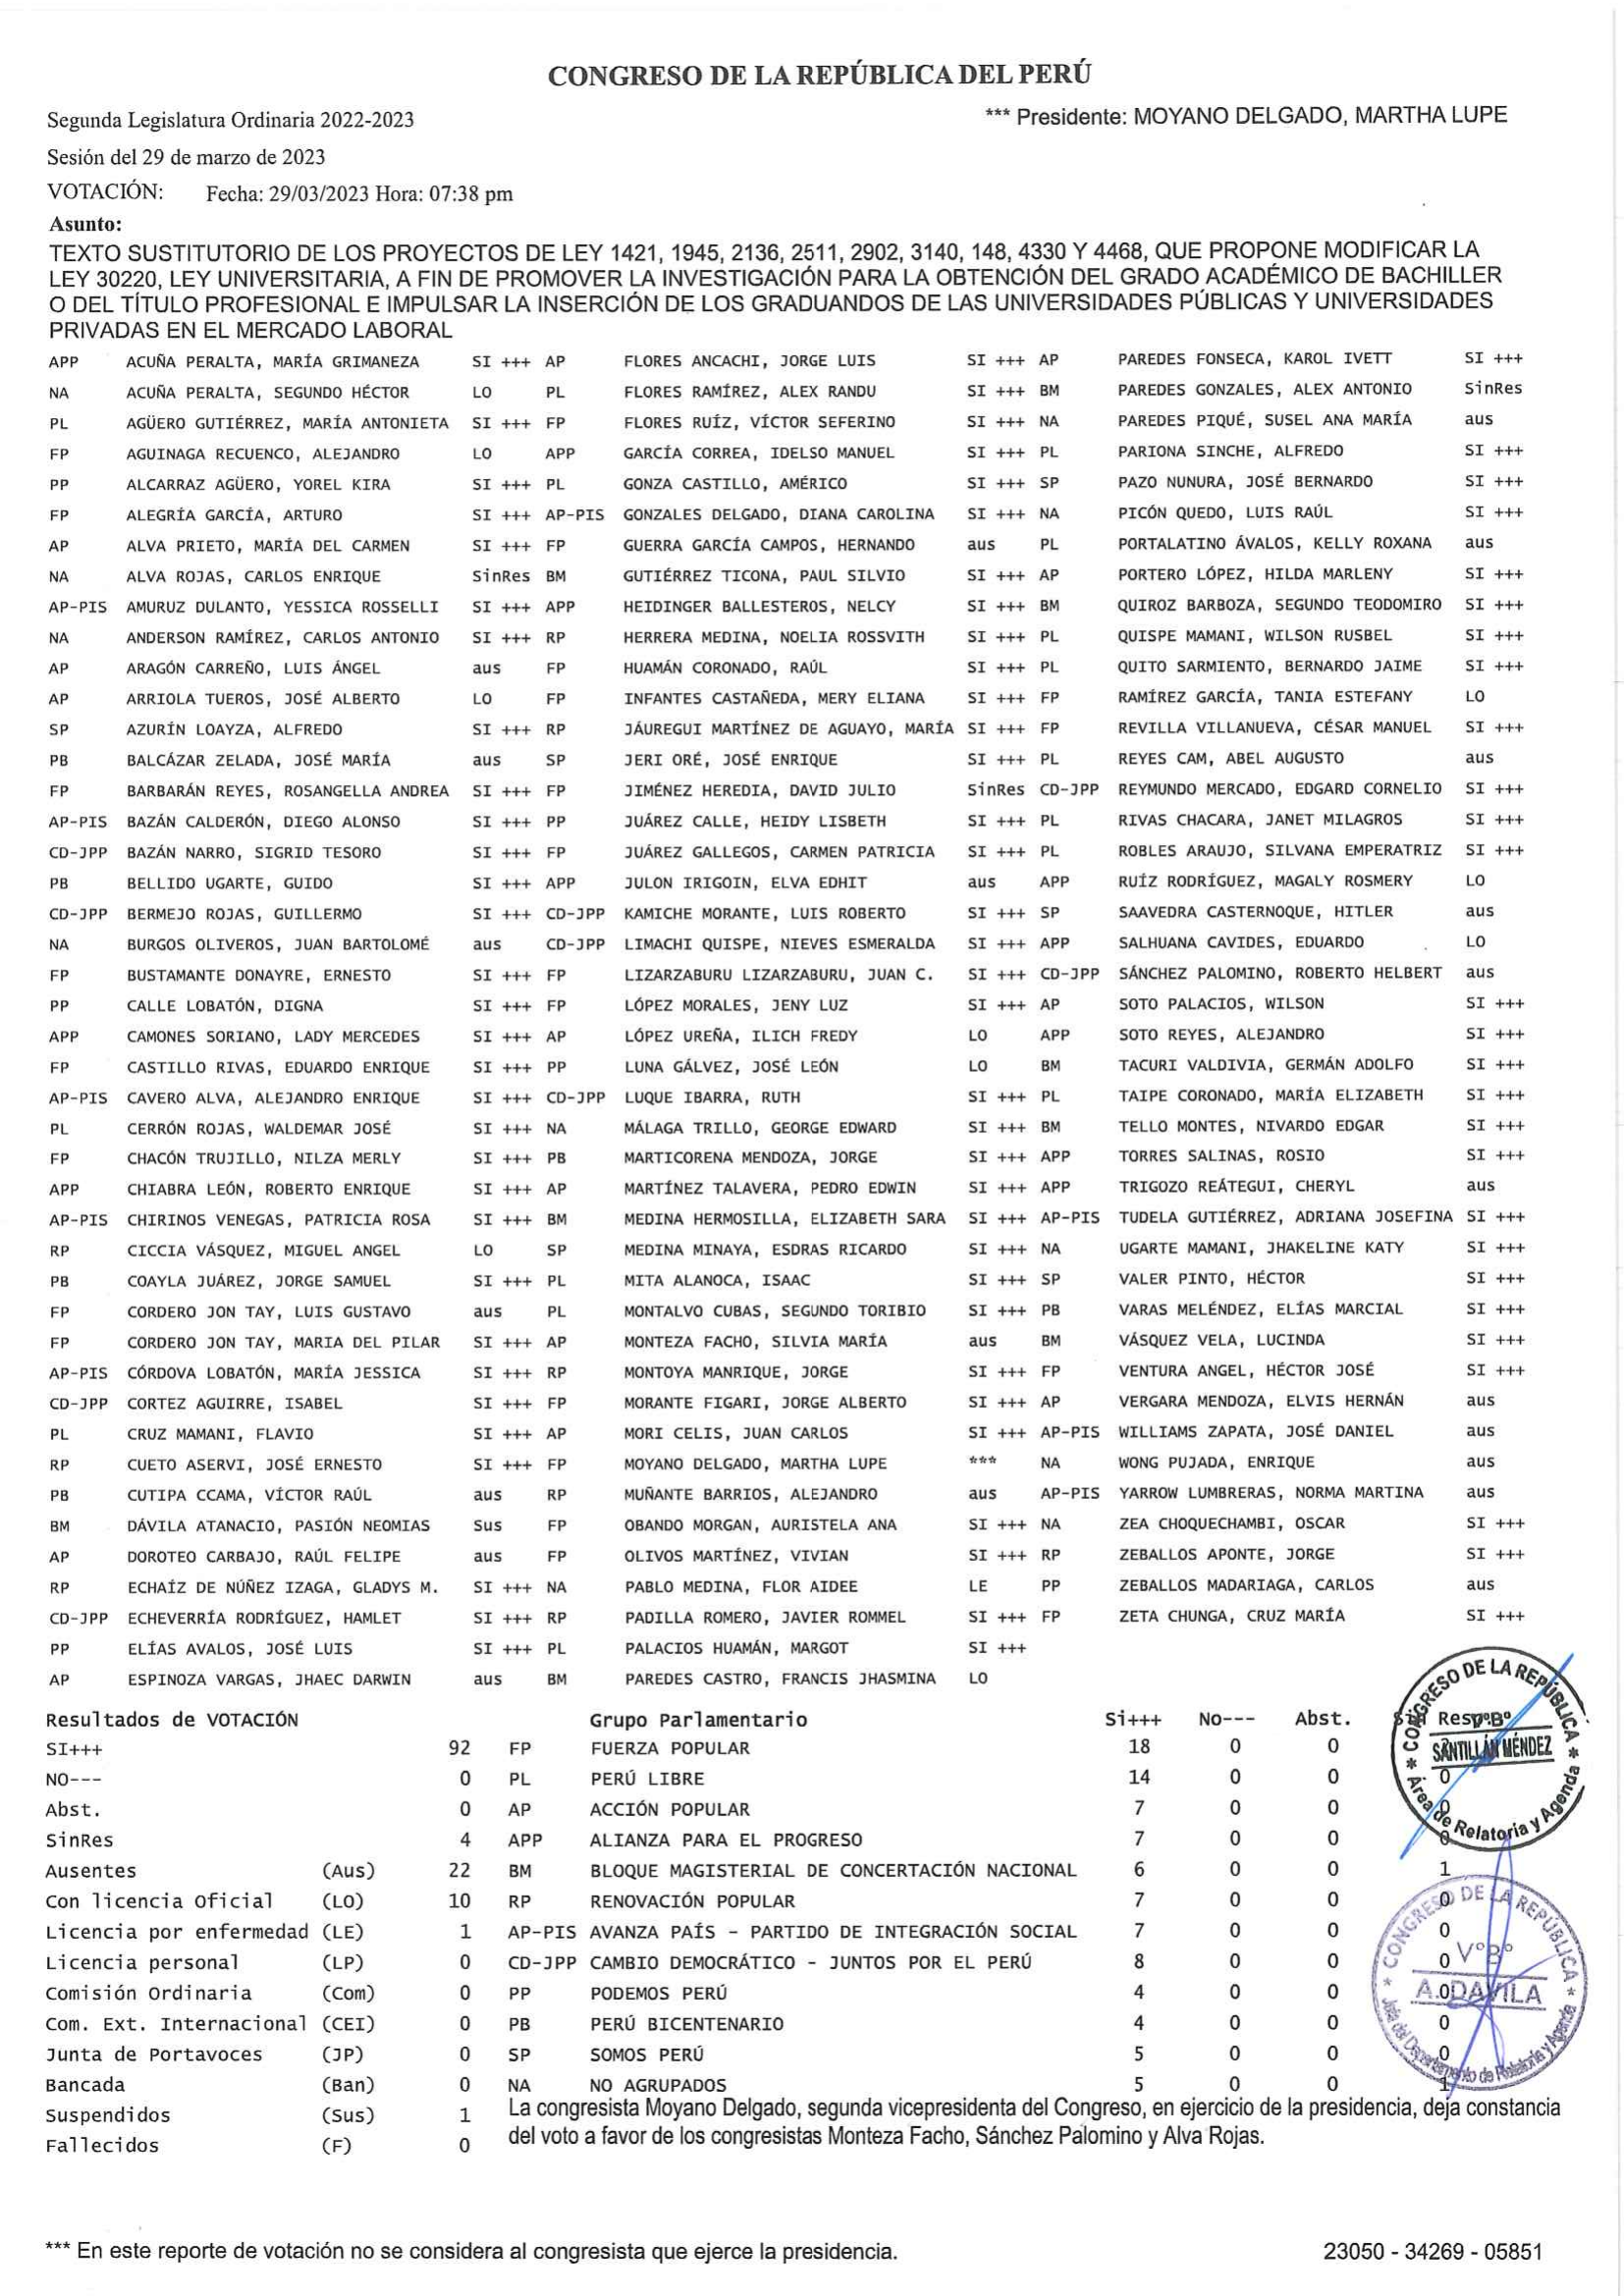 CONGRESO DE LA REPÚBLICA DEL PERÚ
Segunda Legislatura Ordinaria 2022-2023 *** Presidente: MOYANO DELGADO, MARTHA LUPE
Sesión del 29 de marzo de 2023
VOTACIÓN: Fecha: 29/03/2023 Hora: 07:38 pm
Asunto:
TEXTO SUSTITUTORIO DE LOS PROYECTOS DE LEY 1421, 1945, 2136, 2511, 2902, 3140, 148, 4330 Y 4468, QUE PROPONE MODIFICAR LA
LEY 30220, LEY UNIVERSITARIA, A FIN DE PROMOVER LA INVESTIGACIÓN PARA LA OBTENCIÓN DEL GRADO ACADÉMICO DE BACHILLER
O DEL TÍTULO PROFESIONAL E IMPULSAR LA INSERCIÓN DE LOS GRADUANDOS DE LAS UNIVERSIDADES PÚBLICAS Y UNIVERSIDADES
PRIVADAS EN EL MERCADO LABORAL
APP ACUÑA PERALTA, MARÍA GRIMANEZA SI +++ AP FLORES ANCACHI, JORGE LUIS SI +++ AP PAREDES FONSECA, KAROL IVETT SI +++
NA ACUÑA PERALTA, SEGUNDO HÉCTOR LO PL FLORES RAMÍREZ, ALEX RANDU SI +++ BM PAREDES GONZALES, ALEX ANTONIO SinRes
PL AGÜERO GUTIÉRREZ, MARÍA ANTONIETA SI +++ FP FLORES RUÍZ, VÍCTOR SEFERINO SI +++ NA PAREDES PIQUÉ, SUSEL ANA MARÍA aus
FP AGUINAGA RECUENCO, ALEJANDRO LO APP GARCÍA CORREA, IDELSO MANUEL SI +++ PL PARIONA SINCHE, ALFREDO SI +++
PP ALCARRAZ AGÜERO, YOREL KIRA SI +++ PL GONZA CASTILLO, AMÉRICO SI +++ SP PAZO NUNURA, JOSÉ BERNARDO SI +++
FP ALEGRÍA GARCÍA, ARTURO SI +++ AP-PIS GONZALES DELGADO, DIANA CAROLINA SI +++ NA PICÓN QUEDO, LUIS RAÚL SI +++
AP ALVA PRIETO, MARÍA DEL CARMEN SI +++ FP GUERRA GARCÍA CAMPOS, HERNANDO aus PL PORTALATINO ÁVALOS, KELLY ROXANA aus
NA ALVA ROJAS, CARLOS ENRIQUE SinRes BM GUTIÉRREZ TICONA, PAUL SILVIO SI +++ AP PORTERO LÓPEZ, HILDA MARLENY SI +++
AP-PIS AMURUZ DULANTO, YESSICA ROSSELLI SI +++ APP HEIDINGER BALLESTEROS, NELCY SI +++ BM QUIROZ BARBOZA, SEGUNDO TEODOMIRO SI +++
NA ANDERSON RAMÍREZ, CARLOS ANTONIO SI +++ RP HERRERA MEDINA, NOELIA ROSSVITH SI +++ PL QUISPE MAMANI, WILSON RUSBEL SI +++
AP ARAGÓN CARREÑO, LUIS ÁNGEL aus FP HUAMÁN CORONADO, RAÚL SI +++ PL QUITO SARMIENTO, BERNARDO JAIME SI +++
AP ARRIOLA TUEROS, JOSÉ ALBERTO LO FP INFANTES CASTAÑEDA, MERY ELIANA SI +++ FP RAMÍREZ GARCÍA, TANIA ESTEFANY LO
SP AZURÍN LOAYZA, ALFREDO SI +++ RP JÁUREGUI MARTÍNEZ DE AGUAYO, MARÍA SI +++ FP REVILLA VILLANUEVA, CÉSAR MANUEL SI +++
PB BALCÁZAR ZELADA, JOSÉ MARÍA aus SP JERI ORÉ, JOSÉ ENRIQUE SI +++ PL REYES CAM, ABEL AUGUSTO aus
FP BARBARÁN REYES, ROSANGELLA ANDREA SI +++ FP JIMÉNEZ HEREDIA, DAVID JULIO SinRes CD-JPP REYMUNDO MERCADO, EDGARD CORNELIO SI +++
AP-PIS BAZÁN CALDERÓN, DIEGO ALONSO SI +++ PP JUÁREZ CALLE, HEIDY LISBETH SI +++ PL RIVAS CHACARA, JANET MILAGROS SI +++
CD-JPP BAZÁN NARRO, SIGRID TESORO SI +++ FP JUÁREZ GALLEGOS, CARMEN PATRICIA SI +++ PL ROBLES ARAUJO, SILVANA EMPERATRIZ SI +++
PB BELLIDO UGARTE, GUIDO SI +++ APP JULON IRIGOIN, ELVA EDHIT aus APP RUÍZ RODRÍGUEZ, MAGALY ROSMERY LO
CD-JPP BERMEJO ROJAS, GUILLERMO SI +++ CD-JPP KAMICHE MORANTE, LUIS ROBERTO SI +++ SP SAAVEDRA CASTERNOQUE, HITLER aus
NA BURGOS OLIVEROS, JUAN BARTOLOMÉ aus CD-JPP LIMACHI QUISPE, NIEVES ESMERALDA SI +++ APP SALHUANA CAVIDES, EDUARDO LO
FP BUSTAMANTE DONAYRE, ERNESTO SI +++ FP LIZARZABURU LIZARZABURU, JUAN C. SI +++ CD-JPP SÁNCHEZ PALOMINO, ROBERTO HELBERT aus
PP CALLE LOBATÓN, DIGNA SI +++ FP LÓPEZ MORALES, JENY LUZ SI +++ AP SOTO PALACIOS, WILSON SI +++
APP CAMONES SORIANO, LADY MERCEDES SI +++ AP LÓPEZ UREÑA, ILICH FREDY LO APP SOTO REYES, ALEJANDRO SI +++
FP CASTILLO RIVAS, EDUARDO ENRIQUE SI +++ PP LUNA GÁLVEZ, JOSÉ LEÓN LO BM TACURI VALDIVIA, GERMÁN ADOLFO SI +++
AP-PIS CAVERO ALVA, ALEJANDRO ENRIQUE SI +++ CD-JPP LUQUE IBARRA, RUTH SI +++ PL TAIPE CORONADO, MARÍA ELIZABETH SI +++
PL CERRÓN ROJAS, WALDEMAR JOSÉ SI +++ NA MÁLAGA TRILLO, GEORGE EDWARD SI +++ BM TELLO MONTES, NIVARDO EDGAR SI +++
FP CHACÓN TRUJILLO, NILZA MERLY SI +++ PB MARTICORENA MENDOZA, JORGE SI +++ APP TORRES SALINAS, ROSIO SI +++
APP CHIABRA LEÓN, ROBERTO ENRIQUE SI +++ AP MARTÍNEZ TALAVERA, PEDRO EDWIN SI +++ APP TRIGOZO REÁTEGUI, CHERYL aus
AP-PIS CHIRINOS VENEGAS, PATRICIA ROSA SI +++ BM MEDINA HERMOSILLA, ELIZABETH SARA SI +++ AP-PIS TUDELA GUTIÉRREZ, ADRIANA JOSEFINA SI +++
RP CICCIA VÁSQUEZ, MIGUEL ANGEL LO SP MEDINA MINAYA, ESDRAS RICARDO SI +++ NA UGARTE MAMANI, JHAKELINE KATY SI +++
PB COAYLA JUÁREZ, JORGE SAMUEL SI +++ PL MITA ALANOCA, ISAAC SI +++ SP VALER PINTO, HÉCTOR SI +++
FP CORDERO JON TAY, LUIS GUSTAVO aus PL MONTALVO CUBAS, SEGUNDO TORIBIO SI +++ PB VARAS MELÉNDEZ, ELÍAS MARCIAL SI +++
FP CORDERO JON TAY, MARIA DEL PILAR SI +++ AP MONTEZA FACHO, SILVIA MARÍA aus BM VÁSQUEZ VELA, LUCINDA SI +++
AP-PIS CÓRDOVA LOBATÓN, MARÍA JESSICA SI +++ RP MONTOYA MANRIQUE, JORGE SI +++ FP VENTURA ANGEL, HÉCTOR JOSÉ SI +++
CD-JPP CORTEZ AGUIRRE, ISABEL SI +++ FP MORANTE FIGARI, JORGE ALBERTO SI +++ AP VERGARA MENDOZA, ELVIS HERNÁN aus
PL CRUZ MAMANI, FLAVIO SI +++ AP MORI CELIS, JUAN CARLOS SI +++ AP-PIS WILLIAMS ZAPATA, JOSÉ DANIEL aus
RP CUETO ASERVI, JOSÉ ERNESTO SI +++ FP MOYANO DELGADO, MARTHA LUPE *** NA WONG PUJADA, ENRIQUE aus
PB CUTIPA CCAMA, VÍCTOR RAÚL aus RP MUÑANTE BARRIOS, ALEJANDRO aus AP-PIS YARROW LUMBRERAS, NORMA MARTINA aus
BM DÁVILA ATANACIO, PASIÓN NEOMIAS Sus FP OBANDO MORGAN, AURISTELA ANA SI +++ NA ZEA CHOQUECHAMBI, OSCAR SI +++
AP DOROTEO CARBAJO, RAÚL FELIPE aus FP OLIVOS MARTÍNEZ, VIVIAN SI +++ RP ZEBALLOS APONTE, JORGE SI +++
RP ECHAÍZ DE NÚÑEZ IZAGA, GLADYS M. SI +++ NA PABLO MEDINA, FLOR AIDEE LE PP ZEBALLOS MADARIAGA, CARLOS aus
CD-JPP ECHEVERRÍA RODRÍGUEZ, HAMLET SI +++ RP PADILLA ROMERO, JAVIER ROMMEL SI +++ FP ZETA CHUNGA, CRUZ MARÍA SI +++
PP ELÍAS AVALOS, JOSÉ LUIS SI +++ PL PALACIOS HUAMÁN, MARGOT SI +++
AP ESPINOZA VARGAS, JHAEC DARWIN aus BM PAREDES CASTRO, FRANCIS JHASMINA LO
Resultados de VOTACIÓN Grupo Parlamentario Si+++ No--- Abst. Resp.
SI+++ 92 FP FUERZA POPULAR 18 0 0
NO--- 0 PL PERÚ LIBRE 14 0 0 0
Abst. 0 AP ACCIÓN POPULAR 7 0 0 0
SinRes 4 APP ALIANZA PARA EL PROGRESO 7 0 0 0
Ausentes (Aus) 22 BM BLOQUE MAGISTERIAL DE CONCERTACIÓN NACIONAL 6 0 0 1
Con licencia Oficial (LO) 10 RP RENOVACIÓN POPULAR 7 0 0 0
Licencia por enfermedad (LE) 1 AP-PIS AVANZA PAÍS - PARTIDO DE INTEGRACIÓN SOCIAL 7 0 0 0
Licencia personal (LP) 0 CD-JPP CAMBIO DEMOCRÁTICO - JUNTOS POR EL PERÚ 8 0 0 0
Comisión Ordinaria (Com) 0 PP PODEMOS PERÚ 4 0 0 0
Com. Ext. Internacional (CEI) 0 PB PERÚ BICENTENARIO 4 0 0 0
Junta de Portavoces (JP) 0 SP SOMOS PERÚ 5 0 0 0
Bancada (Ban) 0 NA NO AGRUPADOS 5 0 0 1
Suspendidos (Sus) 1 La congresista Moyano Delgado, segunda vicepresidenta del Congreso, en ejercicio de la presidencia, deja constancia
Fallecidos (F) 0 del voto a favor de los congresistas Monteza Facho, Sánchez Palomino y Alva Rojas.
* CONGRESO DE LA REPÚBLICA *
VºBº
SANTILLÁN MÉNDEZ
Área de Relatoría y Agenda
* CONGRESO DE LA REPÚBLICA *
VºBº
A. DAVILA
Jefa del Departamento de Relatoría y Agenda
*** En este reporte de votación no se considera al congresista que ejerce la presidencia. 23050 - 34269 - 05851